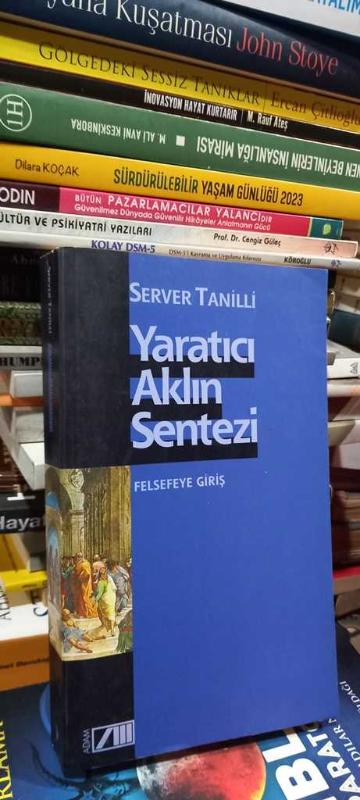 Kuşatması John Stoye
GÖLGEDEKİ SESSİZ TANIKLAR Ercan Çitlioğlu
İNOVASYON HAYAT KURTARIR M. Rauf Ateş
M. ALİ AVNİ KESKİNBORA BEYİNLERİN İNSANLIĞA MİRASI
Dilara KOÇAK SÜRDÜRÜLEBİLİR YAŞAM GÜNLÜĞÜ 2023
BÜTÜN PAZARLAMACILAR YALANCIDIR
Güvenilmez Dünyada Güvenilir Hikâyeler Anlatmanın Gücü
VE PSİKİYATRİ YAZILARI Prof. Dr. Cengiz Güleç
KOLAY DSM-5 KÖROĞLU
SERVER TANİLLİ
Yaratıcı
Aklın
Sentezi
FELSEFEYE GİRİŞ
ADAM